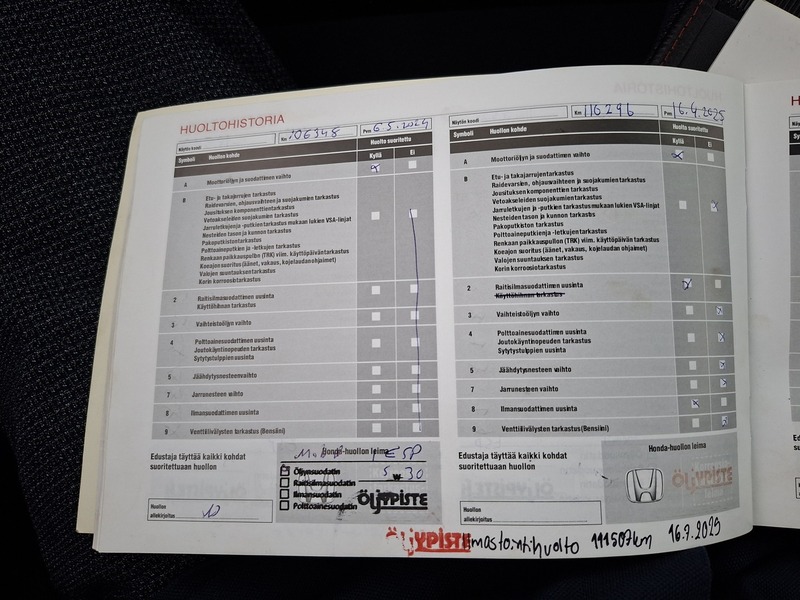 HUOLTOHISTORIA
Näytön koodi
Km 106348
Pvm 6.5.2024
Symboli
Huollon kohde
Huolto suoritettu
Kyllä
Ei
A Moottoriöljyn ja suodattimen vaihto
B Etu- ja takajarrujen tarkastus
Raidevarsien, ohjausvaihteen ja suojakumien tarkastus
Jousituksen komponenttien tarkastus
Vetoakseleiden suojakumien tarkastus
Jarruletkujen ja -putkien tarkastus mukaan lukien VSA-linjat
Nesteiden tason ja kunnon tarkastus
Pakoputkiston tarkastus
Polttoaineputkien ja -letkujen tarkastus
Renkaan paikkauspullon (TRK) viim. käyttöpäivän tarkastus
Koeajon suoritus (äänet, vakaus, kojelaudan ohjaimet)
Valojen suuntauksen tarkastus
Korin korroosiotarkastus
2 Raitisilmasuodattimen uusinta
Käyttöhihnan tarkastus
3 Vaihteistoöljyn vaihto
4 Polttoainesuodattimen uusinta
Joutokäyntinopeuden tarkastus
Sytytystulppien uusinta
5 Jäähdytysnesteen vaihto
7 Jarrunesteen vaihto
8 Ilmansuodattimen uusinta
9 Venttiilivälysten tarkastus (Bensiini)
Edustaja täyttää kaikki kohdat
suoritettuaan huollon
Honda-huollon leima
ESP
Öljynsuodatin 5W30
Raitisilmasuodatin
Ilmansuodatin
Polttoainesuodatin
ÖLJYPISTE
Huollon
allekirjoitus
Näytön koodi
Km 116296
Pvm 16.4.2025
Symboli
Huollon kohde
Huolto suoritettu
Kyllä
Ei
A Moottoriöljyn ja suodattimen vaihto
B Etu- ja takajarrujen tarkastus
Raidevarsien, ohjausvaihteen ja suojakumien tarkastus
Jousituksen komponenttien tarkastus
Vetoakseleiden suojakumien tarkastus
Jarruletkujen ja -putkien tarkastus mukaan lukien VSA-linjat
Nesteiden tason ja kunnon tarkastus
Pakoputkiston tarkastus
Polttoaineputkien ja -letkujen tarkastus
Renkaan paikkauspullon (TRK) viim. käyttöpäivän tarkastus
Koeajon suoritus (äänet, vakaus, kojelaudan ohjaimet)
Valojen suuntauksen tarkastus
Korin korroosiotarkastus
2 Raitisilmasuodattimen uusinta
Käyttöhihnan tarkastus
3 Vaihteistoöljyn vaihto
4 Polttoainesuodattimen uusinta
Joutokäyntinopeuden tarkastus
Sytytystulppien uusinta
5 Jäähdytysnesteen vaihto
7 Jarrunesteen vaihto
8 Ilmansuodattimen uusinta
9 Venttiilivälysten tarkastus (Bensiini)
Edustaja täyttää kaikki kohdat
suoritettuaan huollon
Honda-huollon leima
ÖLJYPISTE
Huollon
allekirjoitus
ÖLJYPISTE Ilmastointihuolto 111507km 16.7.2025